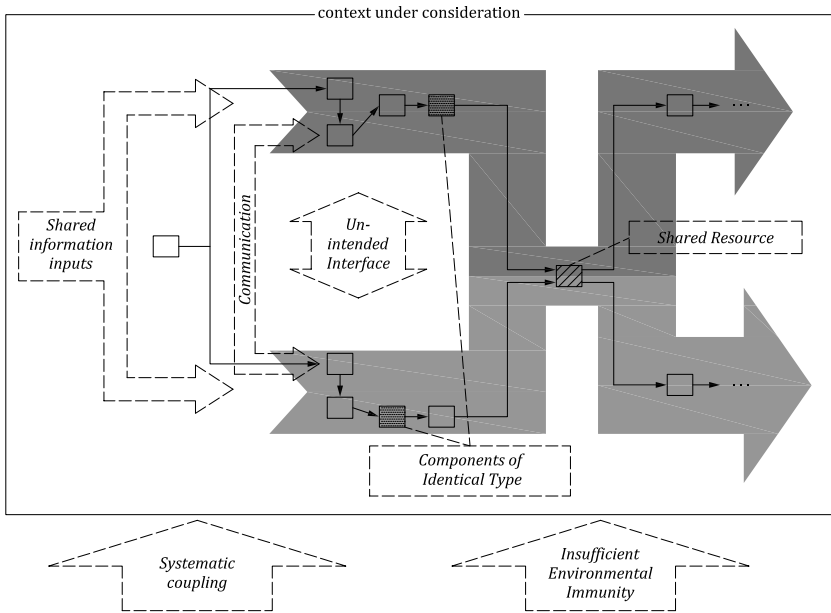 context under consideration
Shared
information
inputs
Communication
Un-
intended
Interface
Shared Resource
...
...
Components of
Identical Type
Systematic
coupling
Insufficient
Environmental
Immunity